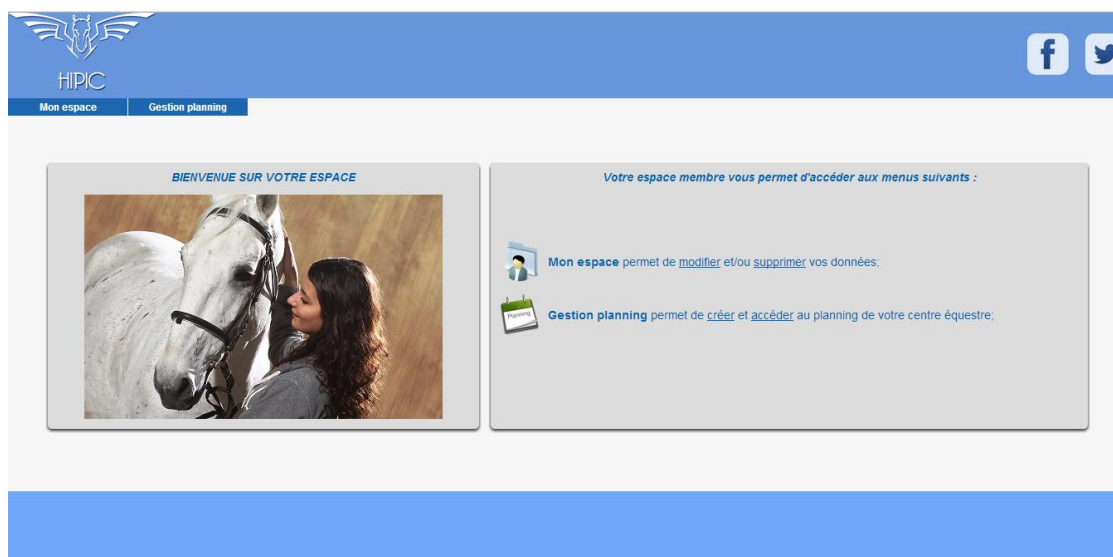 HIPIC
Mon espace
Gestion planning
BIENVENUE SUR VOTRE ESPACE
Votre espace membre vous permet d'accéder aux menus suivants :
Mon espace permet de modifier et/ou supprimer vos données;
Planning
Gestion planning permet de créer et accéder au planning de votre centre équestre;